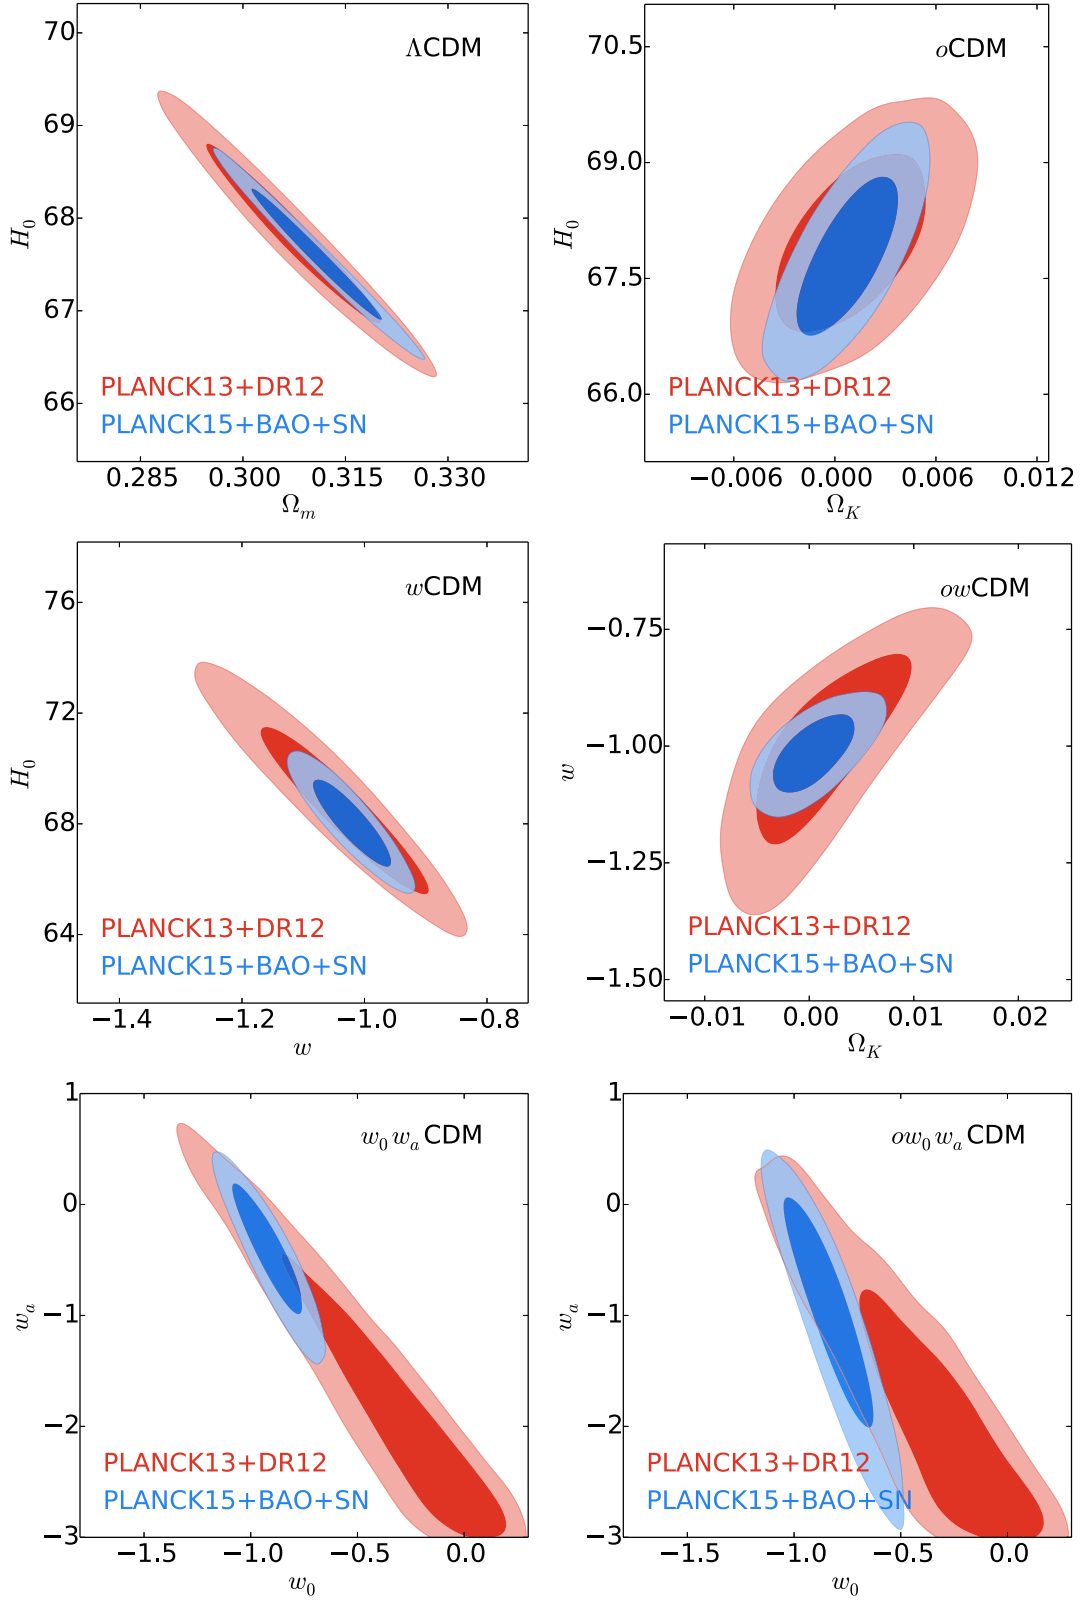 70
69
68
67
66
H₀
ΛCDM
PLANCK13+DR12
PLANCK15+BAO+SN
0.285 0.300 0.315 0.330
Ωₘ
70.5
69.0
67.5
66.0
H₀
oCDM
PLANCK13+DR12
PLANCK15+BAO+SN
−0.006 0.000 0.006 0.012
Ω_K
76
72
68
64
H₀
wCDM
PLANCK13+DR12
PLANCK15+BAO+SN
−1.4 −1.2 −1.0 −0.8
w
−0.75
−1.00
−1.25
−1.50
w
owCDM
PLANCK13+DR12
PLANCK15+BAO+SN
−0.01 0.00 0.01 0.02
Ω_K
1
0
−1
−2
−3
wₐ
w₀wₐCDM
PLANCK13+DR12
PLANCK15+BAO+SN
−1.5 −1.0 −0.5 0.0
w₀
1
0
−1
−2
−3
wₐ
ow₀wₐCDM
PLANCK13+DR12
PLANCK15+BAO+SN
−1.5 −1.0 −0.5 0.0
w₀